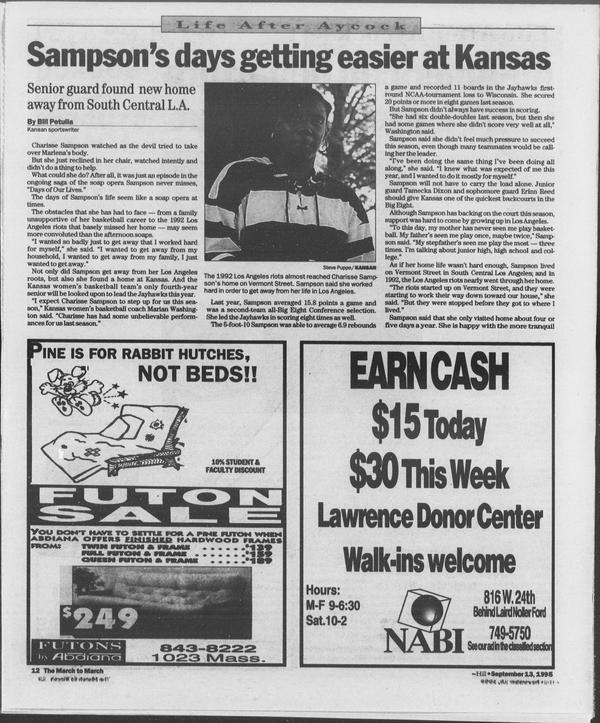 Life After Aycock
Sampson's days getting easier at Kansas
Senior guard found new home
away from South Central L.A.
By Bill Petulla
Kansan sportswriter
Charisse Sampson watched as the devil tried to take
over Marlena's body.
But she just reclined in her chair, watched intently and
didn't do a thing to help.
What could she do? After all, it was just an episode in the
ongoing saga of the soap opera Sampson never misses,
"Days of Our Lives."
The days of Sampson's life seem like a soap opera at
times.
The obstacles that she has had to face — from a family
unsupportive of her basketball career to the 1992 Los
Angeles riots that basely missed her home — may seem
more convoluted than the afternoon soaps.
"I wanted so badly just to get away that I worked hard
for myself," she said. "I wanted to get away from my
household, I wanted to get away from my family, I just
wanted to get away."
Not only did Sampson get away from her Los Angeles
roots, but also she found a home at Kansas. And the
Kansas women's basketball team's only fourth-year
senior will be looked upon to lead the Jayhawks this year.
"I expect Charisse Sampson to step up for us this sea-
son," Kansas women's basketball coach Marian Washing-
ton said. "Charisse has had some unbelievable perform-
ances for us last season."
Steve Puppe/KANSAN
The 1992 Los Angeles riots almost reached Charisse Samp-
son's home on Vermont Street. Sampson said she worked
hard in order to get away from her life in Los Angeles.
Last year, Sampson averaged 15.8 points a game and
was a second-team all-Big Eight Conference selection.
She led the Jayhawks in scoring eight times as well.
The 5-foot-10 Sampson was able to average 6.9 rebounds
a game and recorded 11 boards in the Jayhawks first-
round NCAA-tournament loss to Wisconsin. She scored
20 points or more in eight games last season.
But Sampson didn't always have success in scoring.
"She had six double-doubles last season, but then she
had some games where she didn't score very well at all,"
Washington said.
Sampson said she didn't feel much pressure to succeed
this season, even though many teammates would be call-
ing her the leader.
"I've been doing the same thing I've been doing all
along," she said. "I knew what was expected of me this
year, and I wanted to do it mostly for myself."
Sampson will not have to carry the load alone. Junior
guard Tamecka Dixon and sophomore guard Erinn Reed
should give Kansas one of the quickest backcourts in the
Big Eight.
Although Sampson has backing on the court this season,
support was hard to come by growing up in Los Angeles.
"To this day, my mother has never seen me play basket-
ball. My father's seen me play once, maybe twice," Samp-
son said. "My stepfather's seen me play the most — three
times. I'm talking about junior high, high school and col-
lege."
As if her home life wasn't hard enough, Sampson lived
on Vermont Street in South Central Los Angeles; and in
1992, the Los Angeles riots nearly went through her home.
"The riots started up on Vermont Street, and they were
starting to work their way down toward our house," she
said. "But they were stopped before they got to where I
lived."
Sampson said that she only visited home about four or
five days a year. She is happy with the more tranquil
PINE IS FOR RABBIT HUTCHES,
NOT BEDS!!
10% STUDENT &
FACULTY DISCOUNT
FUTON
SALE
YOU DON'T HAVE TO SETTLE FOR A PINE FUTON WHEN
ABDIANA OFFERS FINISHED HARDWOOD FRAMES
FROM: TWIN FUTON & FRAME ...... $139
FULL FUTON & FRAME ...... $159
QUEEN FUTON & FRAME ...... $189
$249
FUTONS
by Abdiana
843-8222
1023 Mass.
EARN CASH
$15 Today
$30 This Week
Lawrence Donor Center
Walk-ins welcome
Hours:
M-F 9-6:30
Sat. 10-2
NABI
816 W. 24th
Behind Laird Noller Ford
749-5750
See our ad in the classified section
12 The March to March
Hill • September 13, 1995